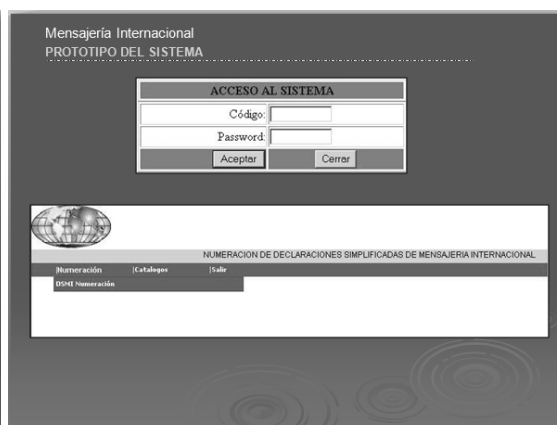 Mensajería Internacional
PROTOTIPO DEL SISTEMA
ACCESO AL SISTEMA
Código:
Password:
Aceptar Cerrar
NUMERACION DE DECLARACIONES SIMPLIFICADAS DE MENSAJERIA INTERNACIONAL
|Numeración |Catalogos |Salir
DSMI Numeración